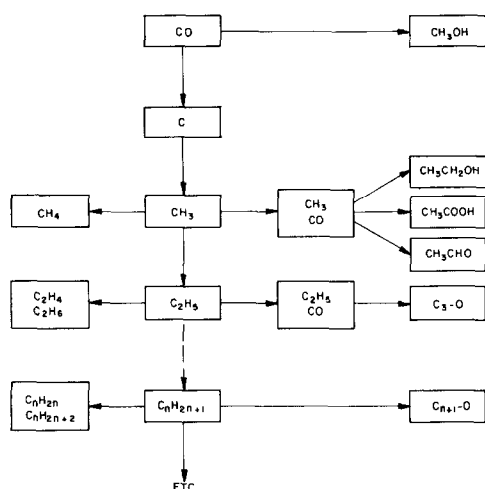 CO
CH₃OH
C
CH₃CH₂OH
CH₄
CH₃
CH₃
CO
CH₃COOH
CH₃CHO
C₂H₄
C₂H₆
C₂H₅
C₂H₅
CO
C₃-O
CₙH₂ₙ
CₙH₂ₙ₊₂
CₙH₂ₙ₊₁
Cₙ₊₁-O
ETC